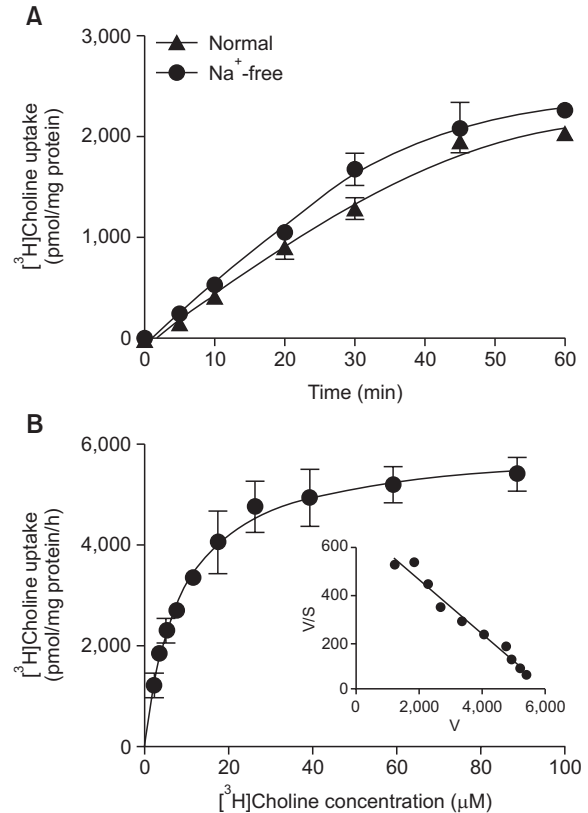 A
3,000
2,000
1,000
0
[³H]Choline uptake
(pmol/mg protein)
Normal
Na⁺-free
0 10 20 30 40 50 60
Time (min)
B
6,000
4,000
2,000
0
[³H]Choline uptake
(pmol/mg protein/h)
600
400
200
0
V/S
0 2,000 4,000 6,000
V
0 20 40 60 80 100
[³H]Choline concentration (μM)